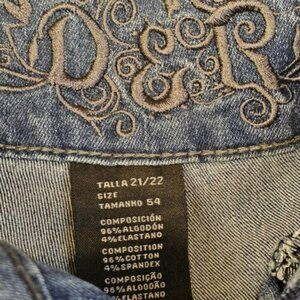 DER
TALLA 21/22
SIZE
TAMANHO 54
COMPOSICIÓN
96% ALGODÓN
4% ELASTANO
COMPOSITION
96% COTTON
4% SPANDEX
COMPOSIÇÃO
96% ALGODÃO
4% ELASTANO